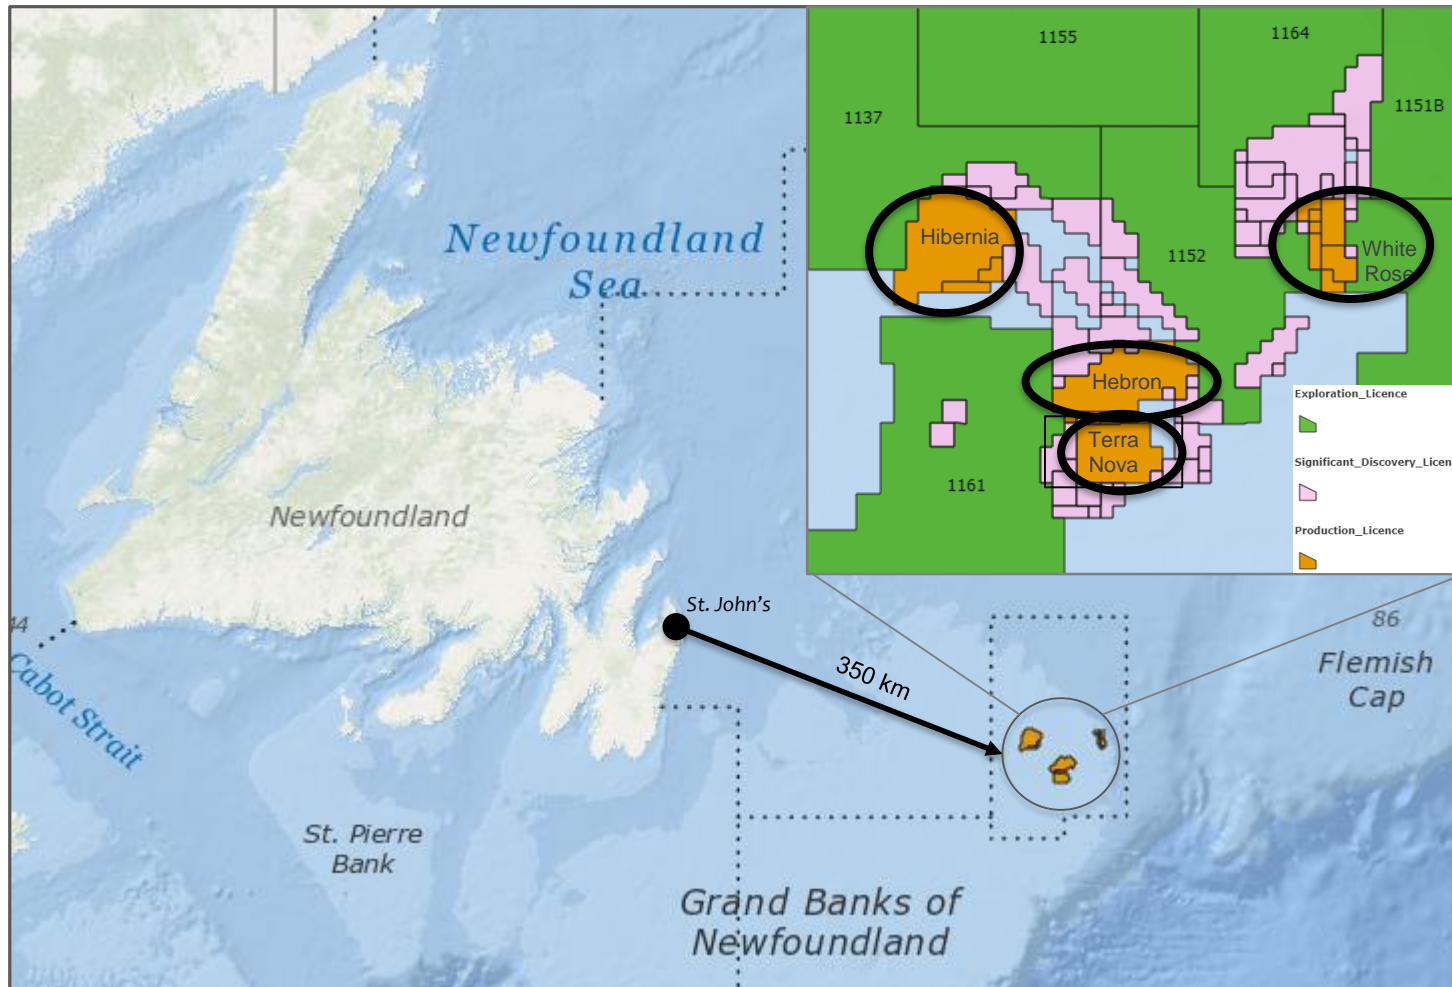 1155
1164
1151B
1137
Newfoundland
Sea
Hibernia
1152
White
Rose
Hebron
Exploration_Licence
Terra
Nova
Significant_Discovery_Licen
1161
Production_Licence
Newfoundland
St. John's
44
86
Flemish
Cap
350 km
Cabot Strait
St. Pierre
Bank
Grand Banks of
Newfoundland